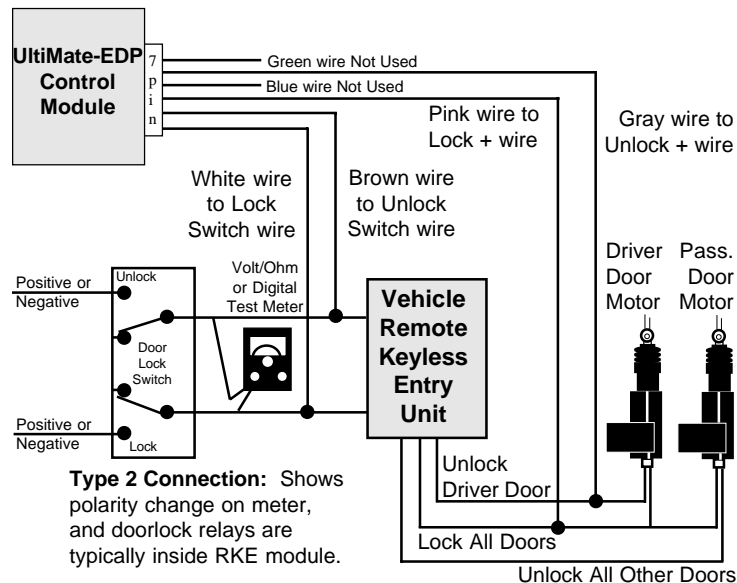 UltiMate-EDP
Control
Module
7
p
i
n
Green wire Not Used
Blue wire Not Used
Pink wire to
Lock + wire
Gray wire to
Unlock + wire
White wire
to Lock
Switch wire
Brown wire
to Unlock
Switch wire
Driver
Door
Motor
Pass.
Door
Motor
Positive or
Negative
Unlock
Door
Lock
Switch
Volt/Ohm
or Digital
Test Meter
Vehicle
Remote
Keyless
Entry
Unit
Positive or
Negative
Lock
Type 2 Connection: Shows
polarity change on meter,
and doorlock relays are
typically inside RKE module.
Unlock
Driver Door
Lock All Doors
Unlock All Other Doors